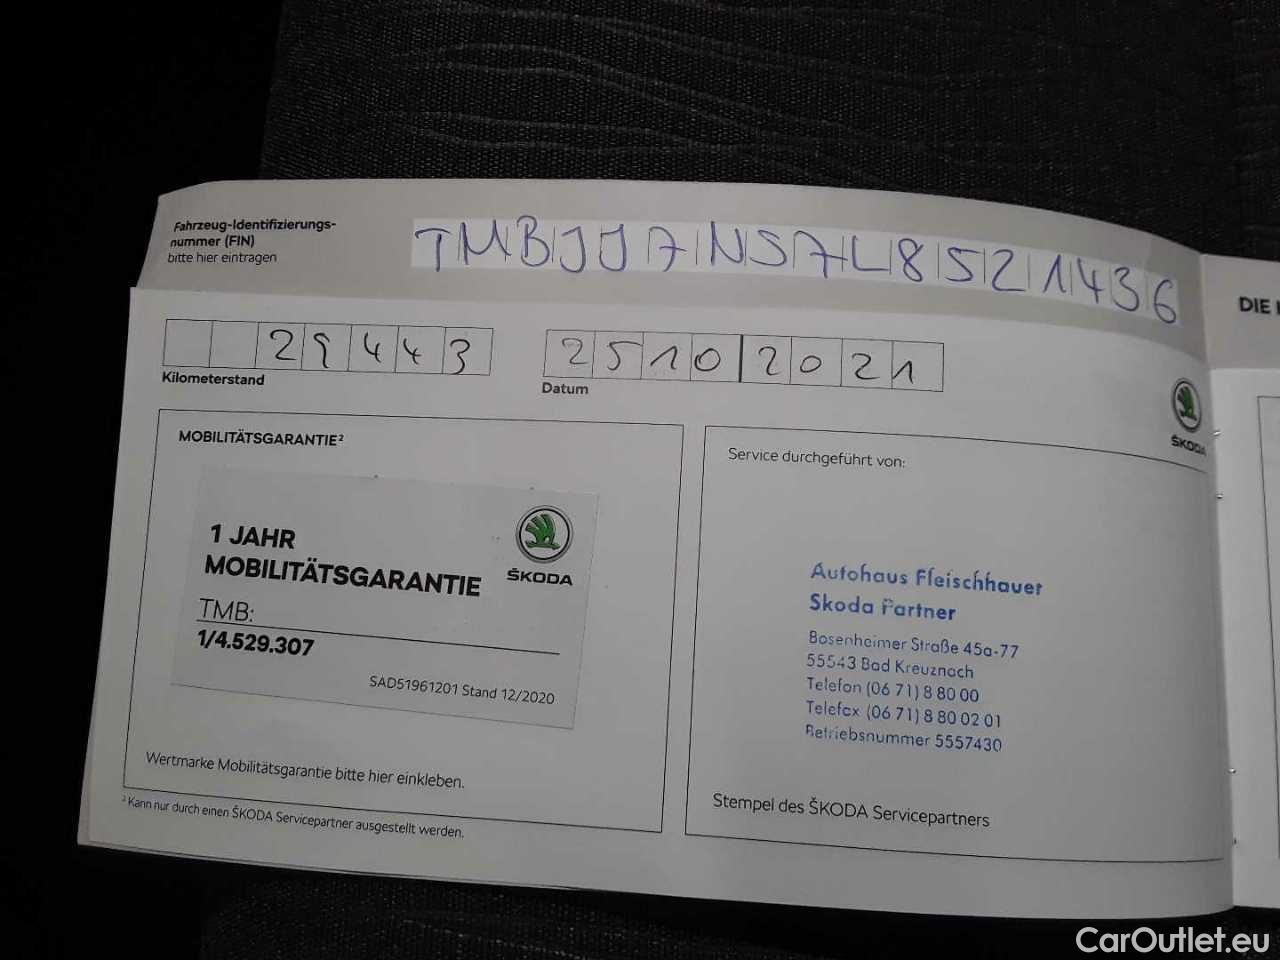 Fahrzeug-Identifizierungs-
nummer (FIN)
bitte hier eintragen
TMBJJ7NS7L8521436
29443
Kilometerstand
25102021
Datum
DIE
ŠKODA
MOBILITÄTSGARANTIE²
1 JAHR
MOBILITÄTSGARANTIE
ŠKODA
TMB:
1/4.529.307
SAD51961201 Stand 12/2020
Wertmarke Mobilitätsgarantie bitte hier einkleben.
² Kann nur durch einen ŠKODA Servicepartner ausgestellt werden.
Service durchgeführt von:
Autohaus Fleischhauer
Skoda Partner
Bosenheimer Straße 45a-77
55543 Bad Kreuznach
Telefon (06 71) 8 80 00
Telefax (06 71) 8 80 02 01
Betriebsnummer 5557430
Stempel des ŠKODA Servicepartners
CarOutlet.eu